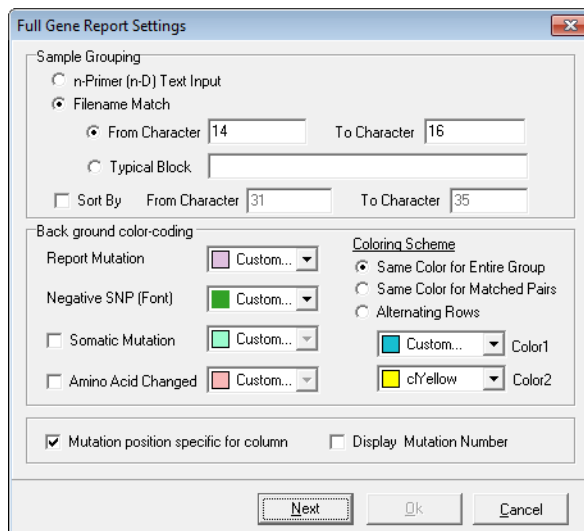 Full Gene Report Settings
Sample Grouping
n-Primer (n-D) Text Input
Filename Match
From Character 14 To Character 16
Typical Block
Sort By From Character 31 To Character 35
Back ground color-coding
Coloring Scheme
Report Mutation Custom... Same Color for Entire Group
Negative SNP (Font) Custom... Same Color for Matched Pairs
Alternating Rows
Somatic Mutation Custom... Custom... Color1
Amino Acid Changed Custom... clYellow Color2
Mutation position specific for column Display Mutation Number
Next Ok Cancel